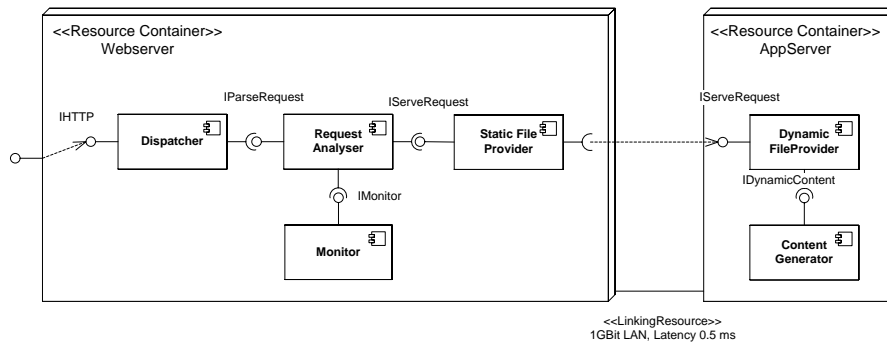 <<Resource Container>>
Webserver
<<Resource Container>>
AppServer
IHTTP
IParseRequest
IServeRequest
IServeRequest
Dispatcher
Request
Analyser
Static File
Provider
Dynamic
FileProvider
IMonitor
IDynamicContent
Monitor
Content
Generator
<<LinkingResource>>
1GBit LAN, Latency 0.5 ms